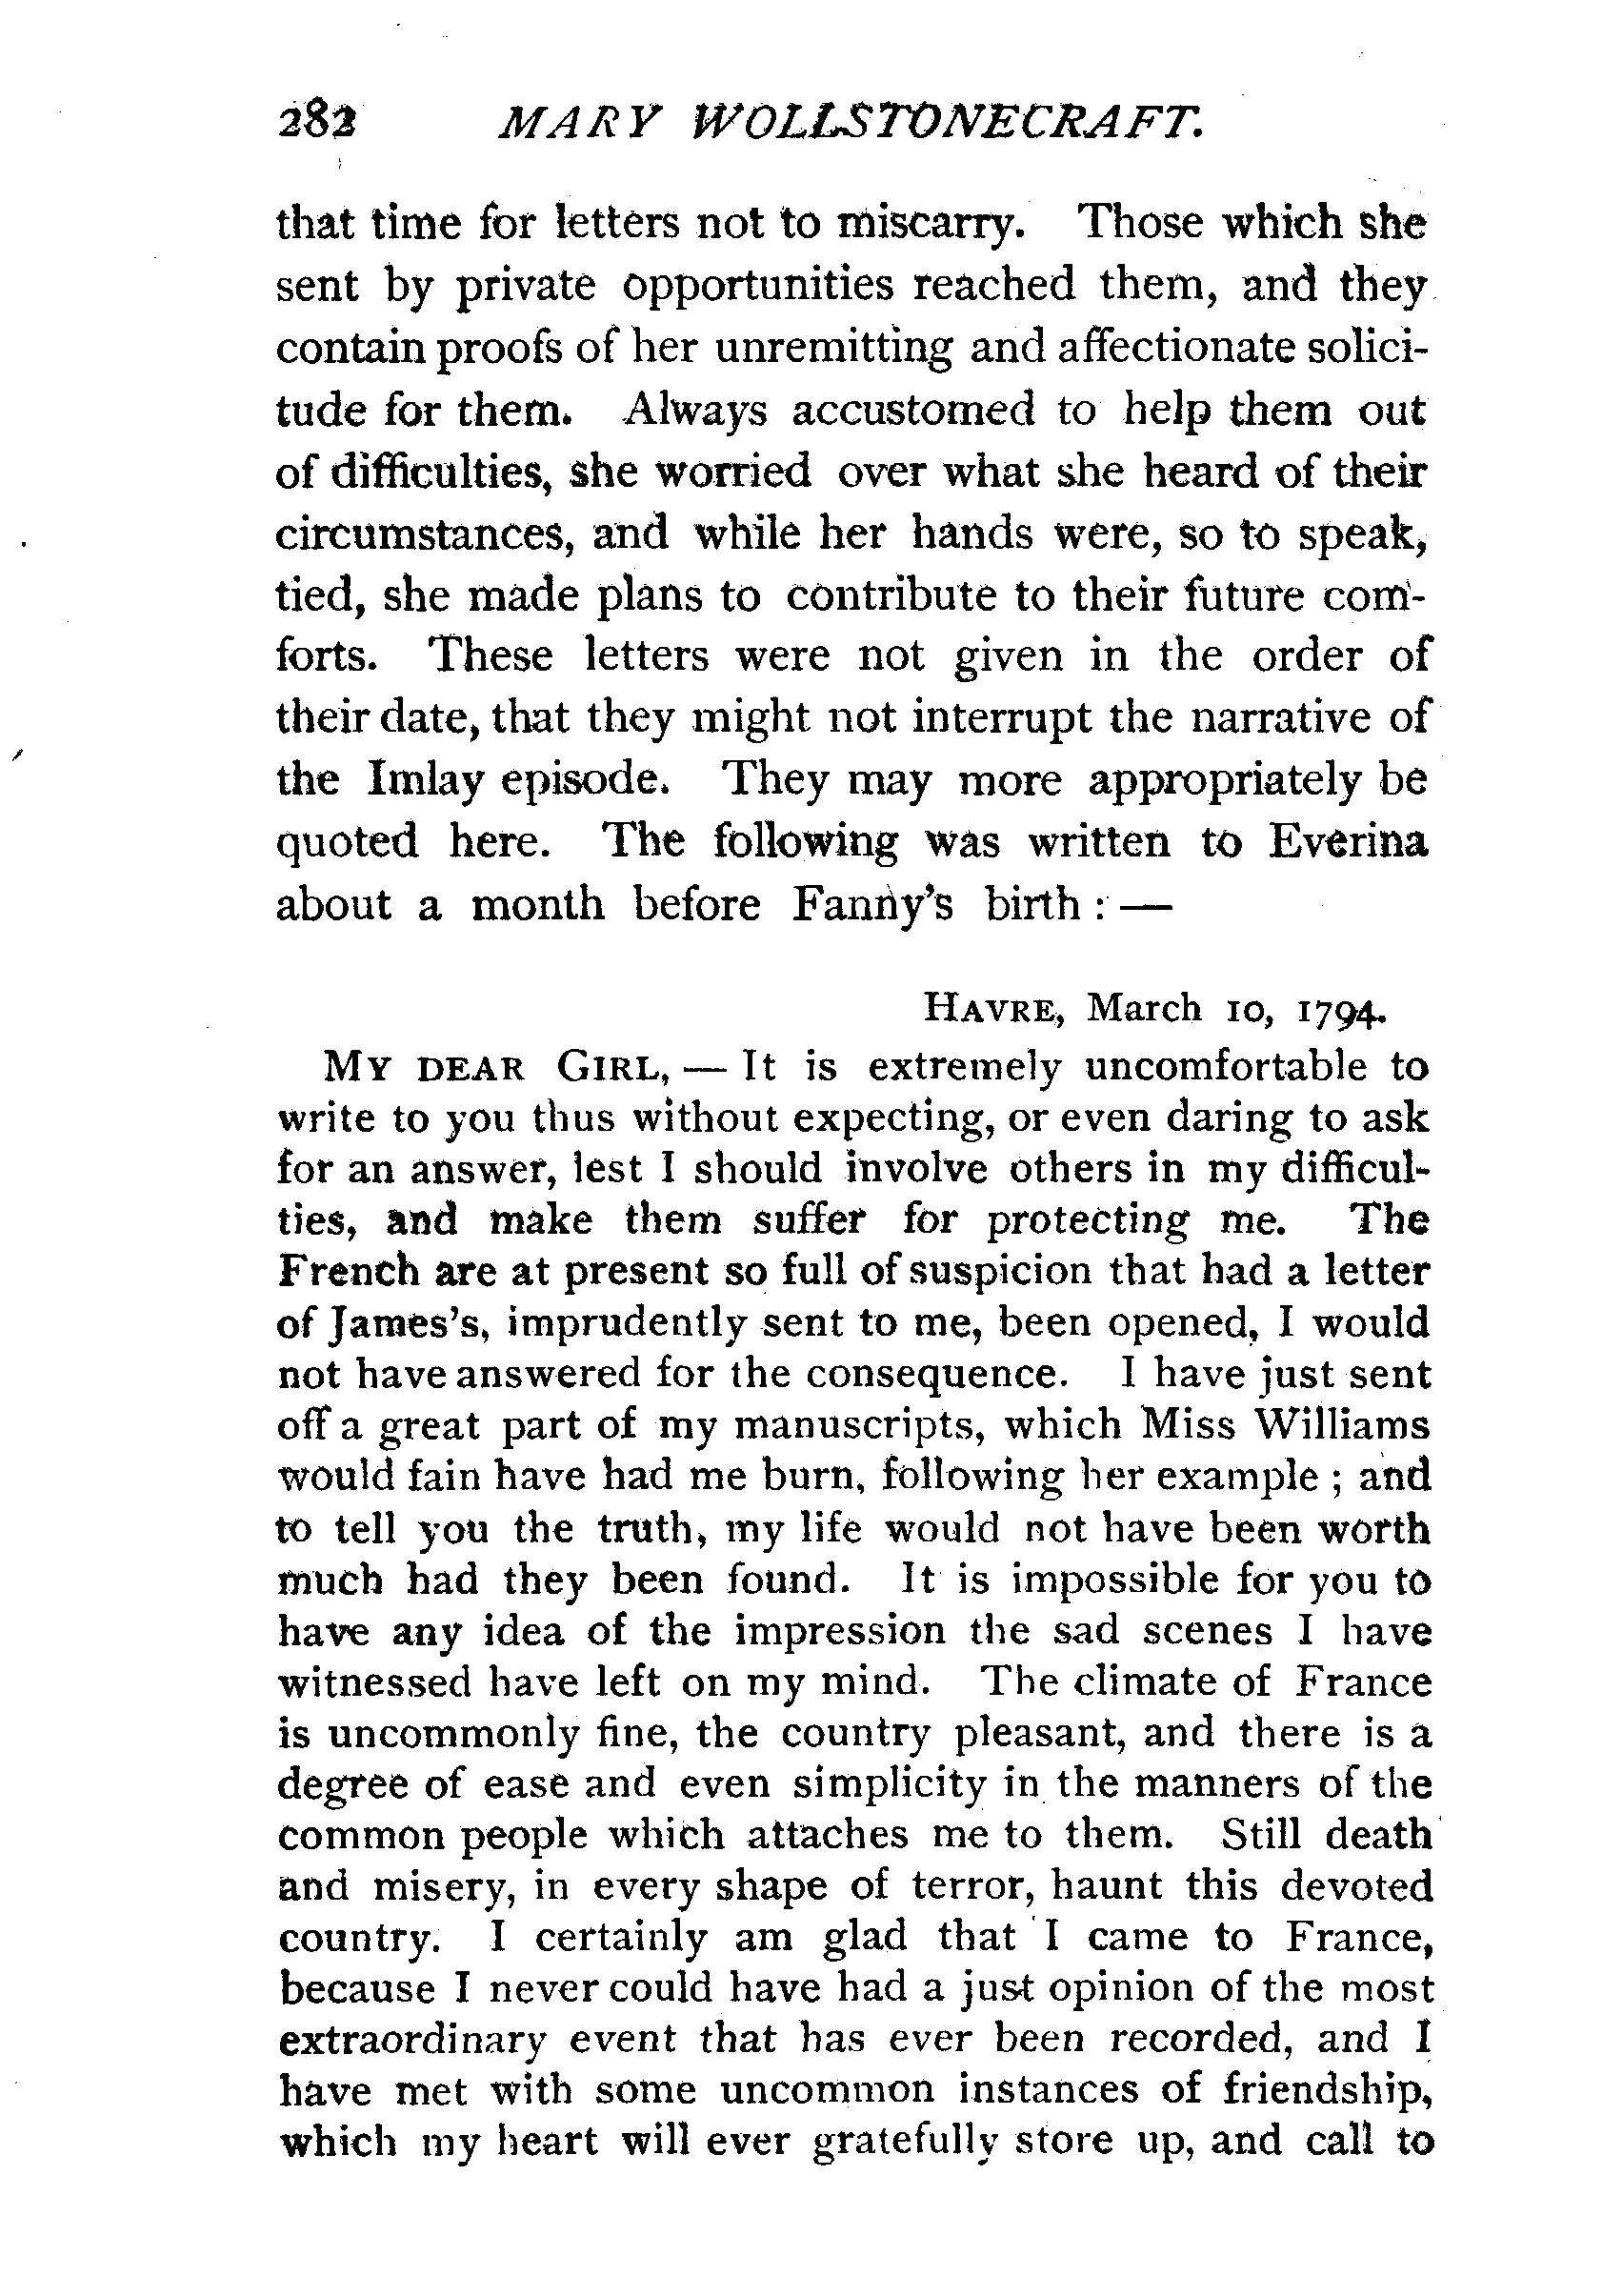 282 MARY WOLLSTONECRAFT.
that time for letters not to miscarry. Those which she
sent by private opportunities reached them, and they
contain proofs of her unremitting and affectionate solici-
tude for them. Always accustomed to help them out
of difficulties, she worried over what she heard of their
circumstances, and while her hands were, so to speak,
tied, she made plans to contribute to their future com-
forts. These letters were not given in the order of
their date, that they might not interrupt the narrative of
the Imlay episode. They may more appropriately be
quoted here. The following was written to Everina
about a month before Fanny's birth : —
HAVRE, March 10, 1794.
MY DEAR GIRL, — It is extremely uncomfortable to
write to you thus without expecting, or even daring to ask
for an answer, lest I should involve others in my difficul-
ties, and make them suffer for protecting me. The
French are at present so full of suspicion that had a letter
of James's, imprudently sent to me, been opened, I would
not have answered for the consequence. I have just sent
off a great part of my manuscripts, which Miss Williams
would fain have had me burn, following her example ; and
to tell you the truth, my life would not have been worth
much had they been found. It is impossible for you to
have any idea of the impression the sad scenes I have
witnessed have left on my mind. The climate of France
is uncommonly fine, the country pleasant, and there is a
degree of ease and even simplicity in the manners of the
common people which attaches me to them. Still death
and misery, in every shape of terror, haunt this devoted
country. I certainly am glad that I came to France,
because I never could have had a just opinion of the most
extraordinary event that has ever been recorded, and I
have met with some uncommon instances of friendship,
which my heart will ever gratefully store up, and call to